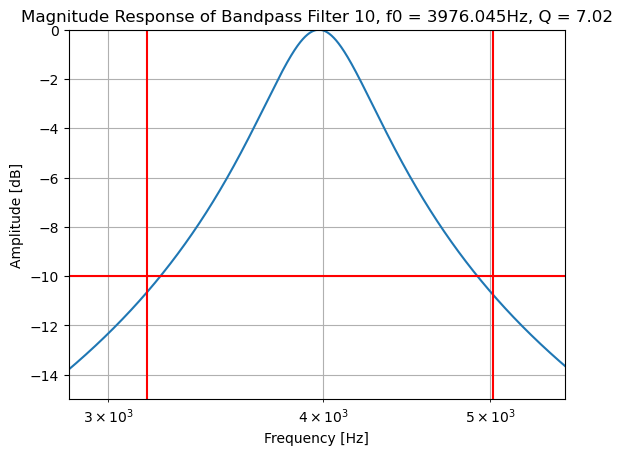 Magnitude Response of Bandpass Filter 10, f0 = 3976.045Hz, Q = 7.02
0
−2
−4
−6
−8
−10
−12
−14
Amplitude [dB]
3 × 10³
4 × 10³
5 × 10³
Frequency [Hz]